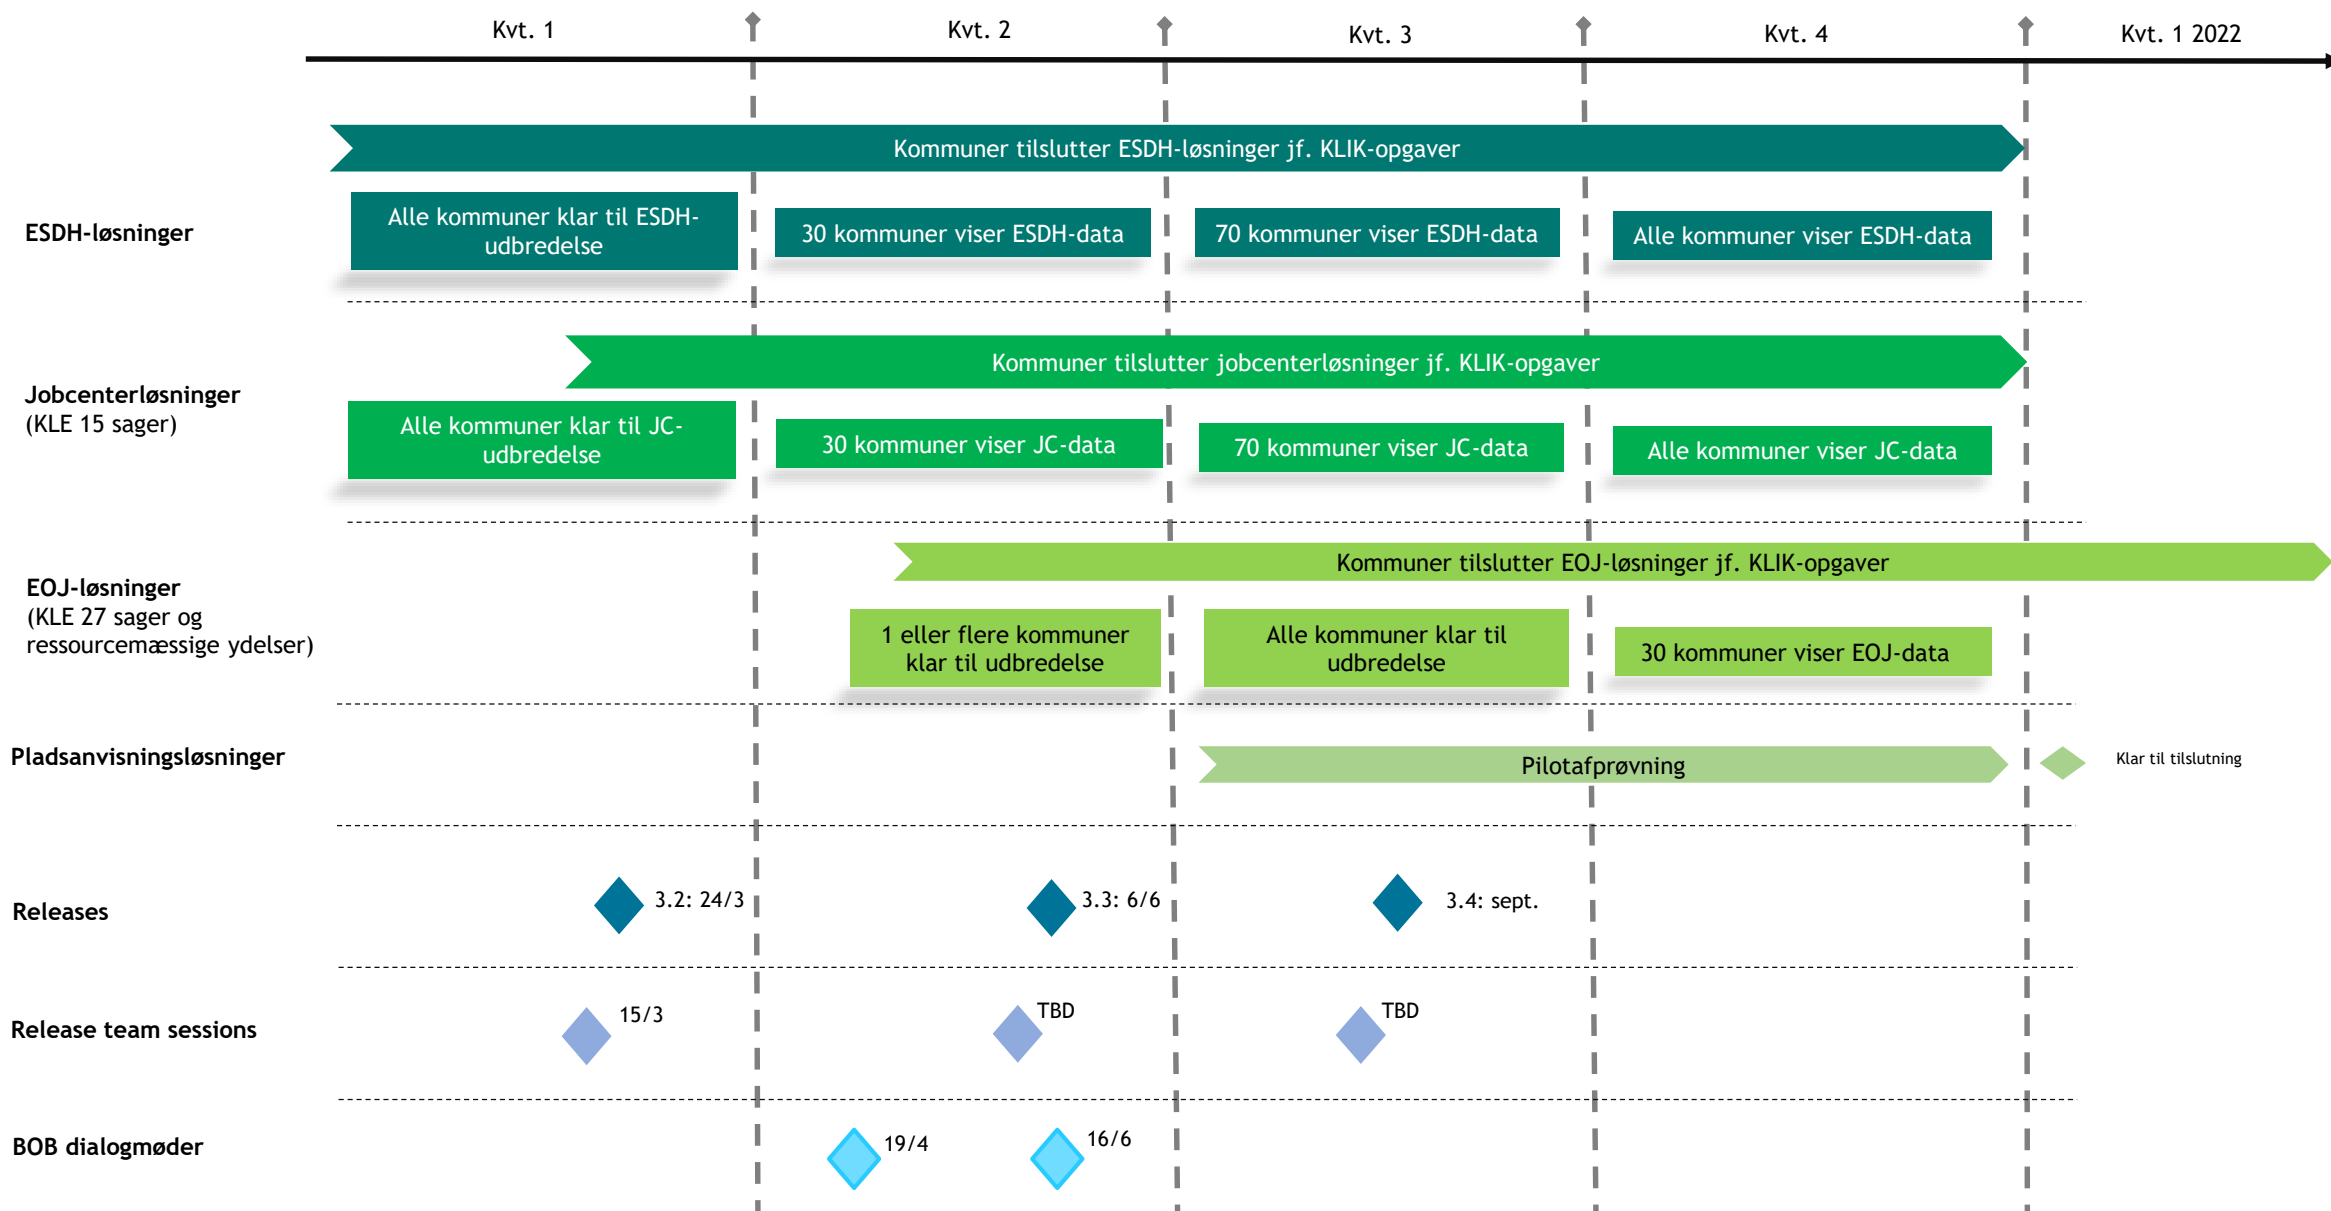 Kvt. 1
Kvt. 2
Kvt. 3
Kvt. 4
Kvt. 1 2022
Kommuner tilslutter ESDH-løsninger jf. KLIK-opgaver
ESDH-løsninger
Alle kommuner klar til ESDH-
udbredelse
30 kommuner viser ESDH-data
70 kommuner viser ESDH-data
Alle kommuner viser ESDH-data
Kommuner tilslutter jobcenterløsninger jf. KLIK-opgaver
Jobcenterløsninger
(KLE 15 sager)
Alle kommuner klar til JC-
udbredelse
30 kommuner viser JC-data
70 kommuner viser JC-data
Alle kommuner viser JC-data
Kommuner tilslutter EOJ-løsninger jf. KLIK-opgaver
EOJ-løsninger
(KLE 27 sager og
ressourcemæssige ydelser)
1 eller flere kommuner
klar til udbredelse
Alle kommuner klar til
udbredelse
30 kommuner viser EOJ-data
Pladsanvisningsløsninger
Pilotafprøvning
Klar til tilslutning
Releases
3.2: 24/3
3.3: 6/6
3.4: sept.
Release team sessions
15/3
TBD
TBD
BOB dialogmøder
19/4
16/6